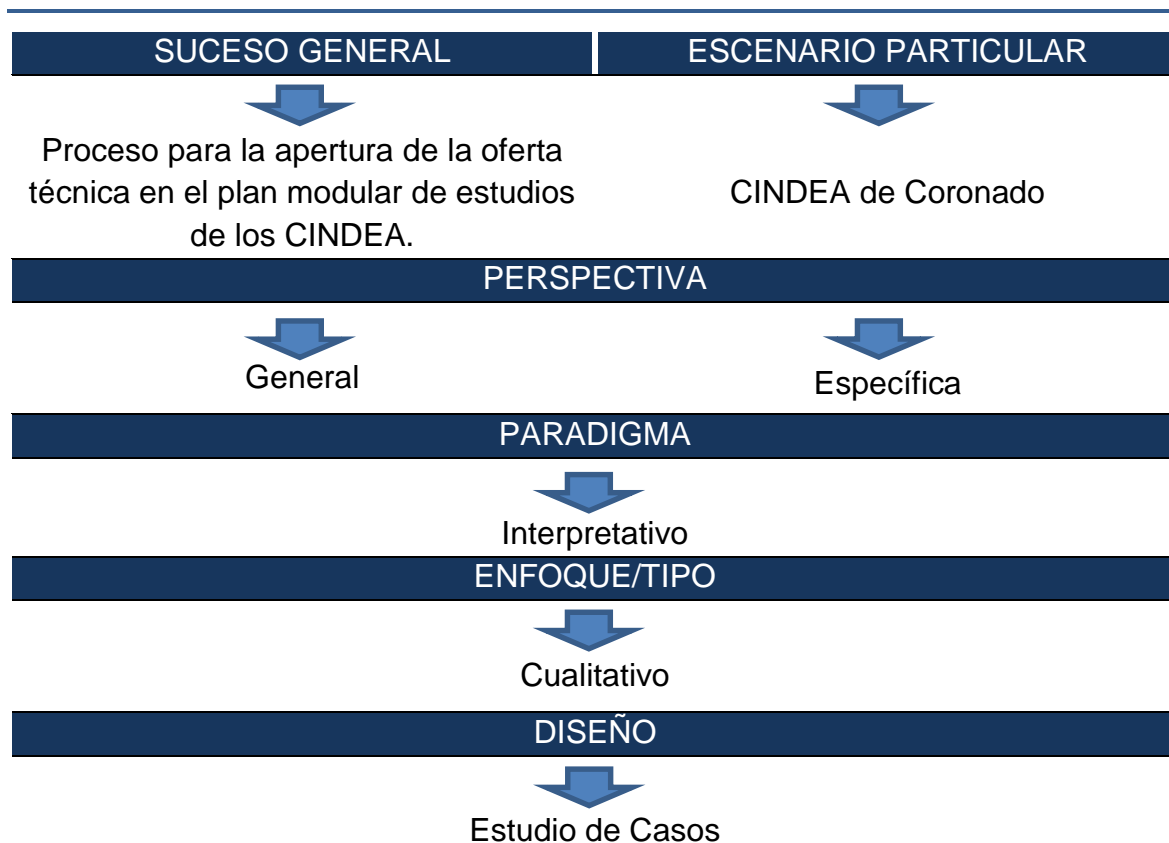 SUCESO GENERAL
ESCENARIO PARTICULAR
Proceso para la apertura de la oferta
técnica en el plan modular de estudios
de los CINDEA.
CINDEA de Coronado
PERSPECTIVA
General
Específica
PARADIGMA
Interpretativo
ENFOQUE/TIPO
Cualitativo
DISEÑO
Estudio de Casos